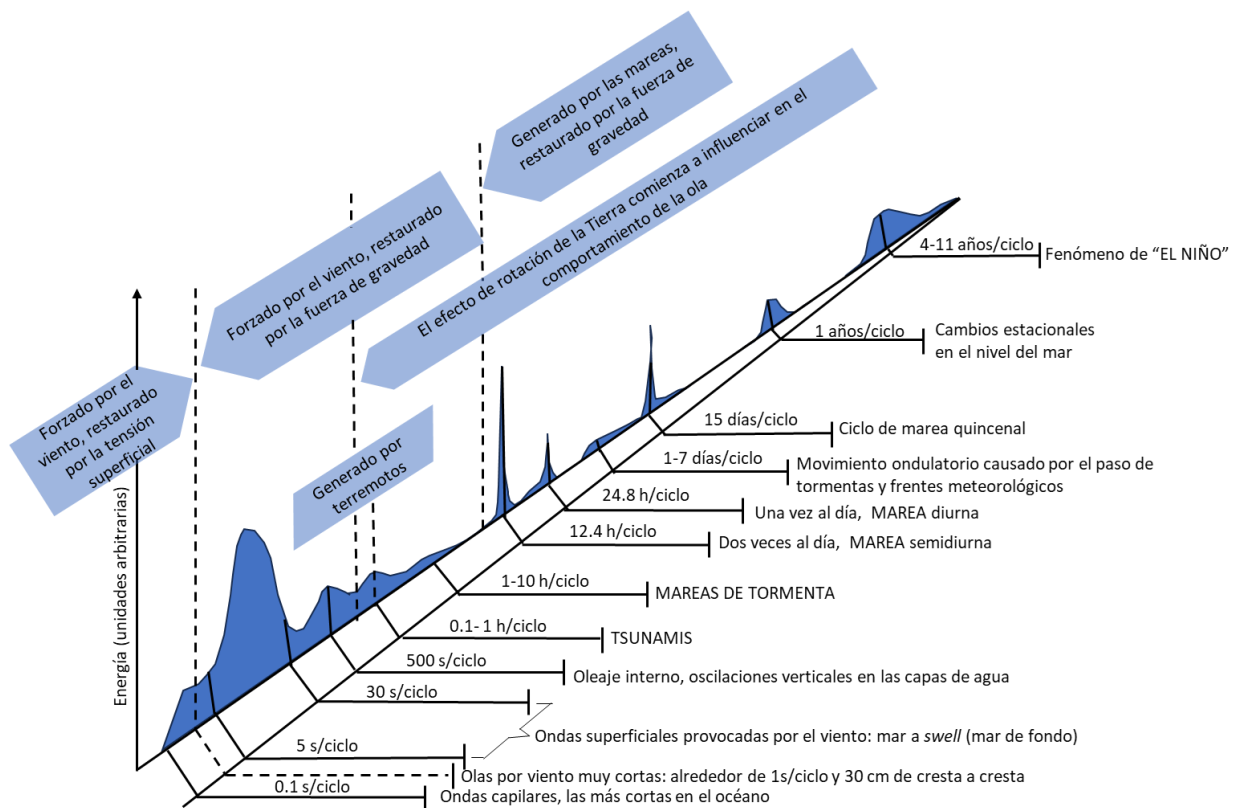 Generado por las mareas,
restaurado por la fuerza de
gravedad
El efecto de rotación de la Tierra comienza a influenciar en el
comportamiento de la ola
Forzado por el viento, restaurado
por la fuerza de gravedad
Forzado por el
viento, restaurado
por la tensión
superficial
Generado por
terremotos
Energía (unidades arbitrarias)
4-11 años/ciclo
Fenómeno de “EL NIÑO”
1 años/ciclo
Cambios estacionales
en el nivel del mar
15 días/ciclo
Ciclo de marea quincenal
1-7 días/ciclo
Movimiento ondulatorio causado por el paso de
tormentas y frentes meteorológicos
24.8 h/ciclo
Una vez al día, MAREA diurna
12.4 h/ciclo
Dos veces al día, MAREA semidiurna
1-10 h/ciclo
MAREAS DE TORMENTA
0.1- 1 h/ciclo
TSUNAMIS
500 s/ciclo
Oleaje interno, oscilaciones verticales en las capas de agua
30 s/ciclo
Ondas superficiales provocadas por el viento: mar a swell (mar de fondo)
5 s/ciclo
Olas por viento muy cortas: alrededor de 1s/ciclo y 30 cm de cresta a cresta
0.1 s/ciclo
Ondas capilares, las más cortas en el océano